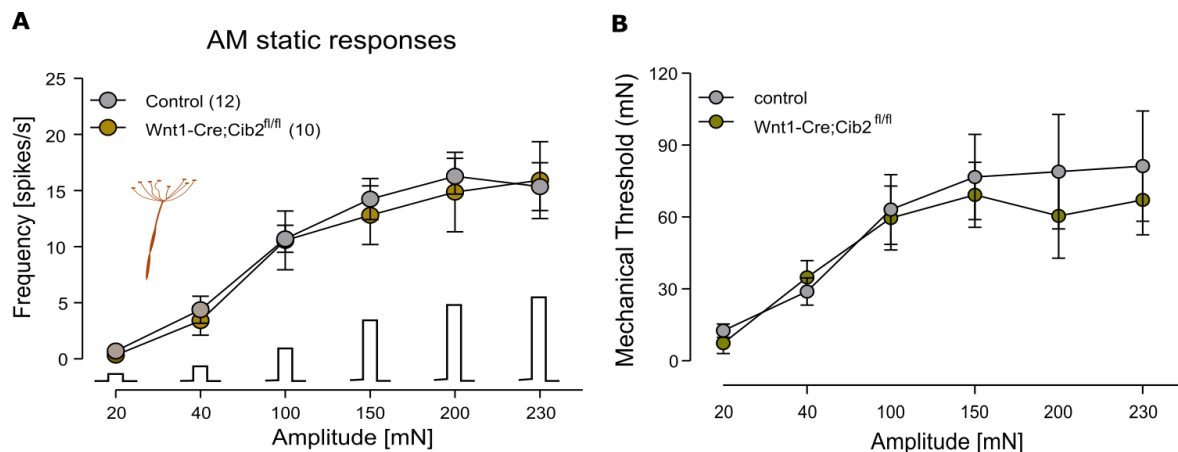 A
AM static responses
Frequency [spikes/s]
25
20
15
10
5
0
Control (12)
Wnt1-Cre;Cib2fl/fl (10)
20 40 100 150 200 230
Amplitude [mN]
B
Mechanical Threshold (mN)
120
90
60
30
0
control
Wnt1-Cre;Cib2 fl/fl
20 40 100 150 200 230
Amplitude [mN]